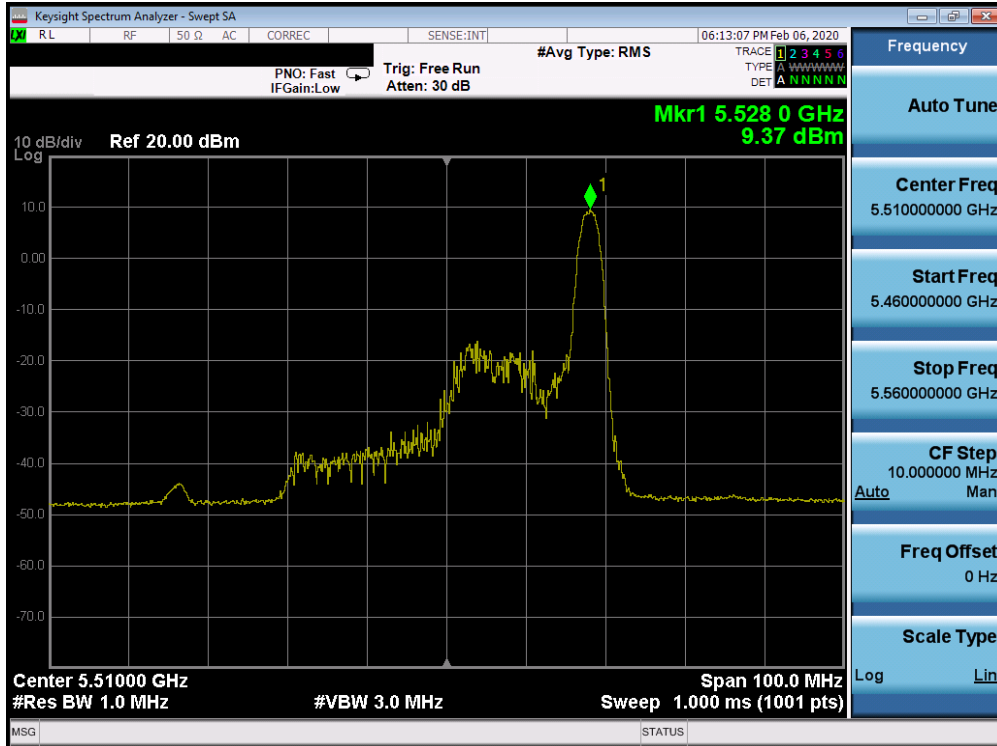 Keysight Spectrum Analyzer - Swept SA
LXI RL RF 50 Ω AC CORREC SENSE:INT 06:13:07 PM Feb 06, 2020
#Avg Type: RMS TRACE 1 2 3 4 5 6
PNO: Fast Trig: Free Run TYPE A WWWWW
IFGain:Low Atten: 30 dB DET A N N N N N
Mkr1 5.528 0 GHz
10 dB/div Ref 20.00 dBm 9.37 dBm
Log
1
10.0
0.00
-10.0
-20.0
-30.0
-40.0
-50.0
-60.0
-70.0
Center 5.51000 GHz Span 100.0 MHz
#Res BW 1.0 MHz #VBW 3.0 MHz Sweep 1.000 ms (1001 pts)
MSG STATUS
Frequency
Auto Tune
Center Freq
5.510000000 GHz
Start Freq
5.460000000 GHz
Stop Freq
5.560000000 GHz
CF Step
10.000000 MHz
Auto Man
Freq Offset
0 Hz
Scale Type
Log Lin